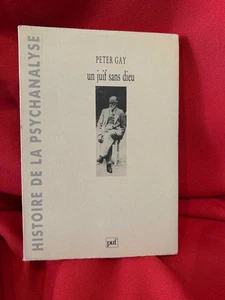 HISTOIRE DE LA PSYCHANALYSE
PETER GAY
un juif sans dieu
puf